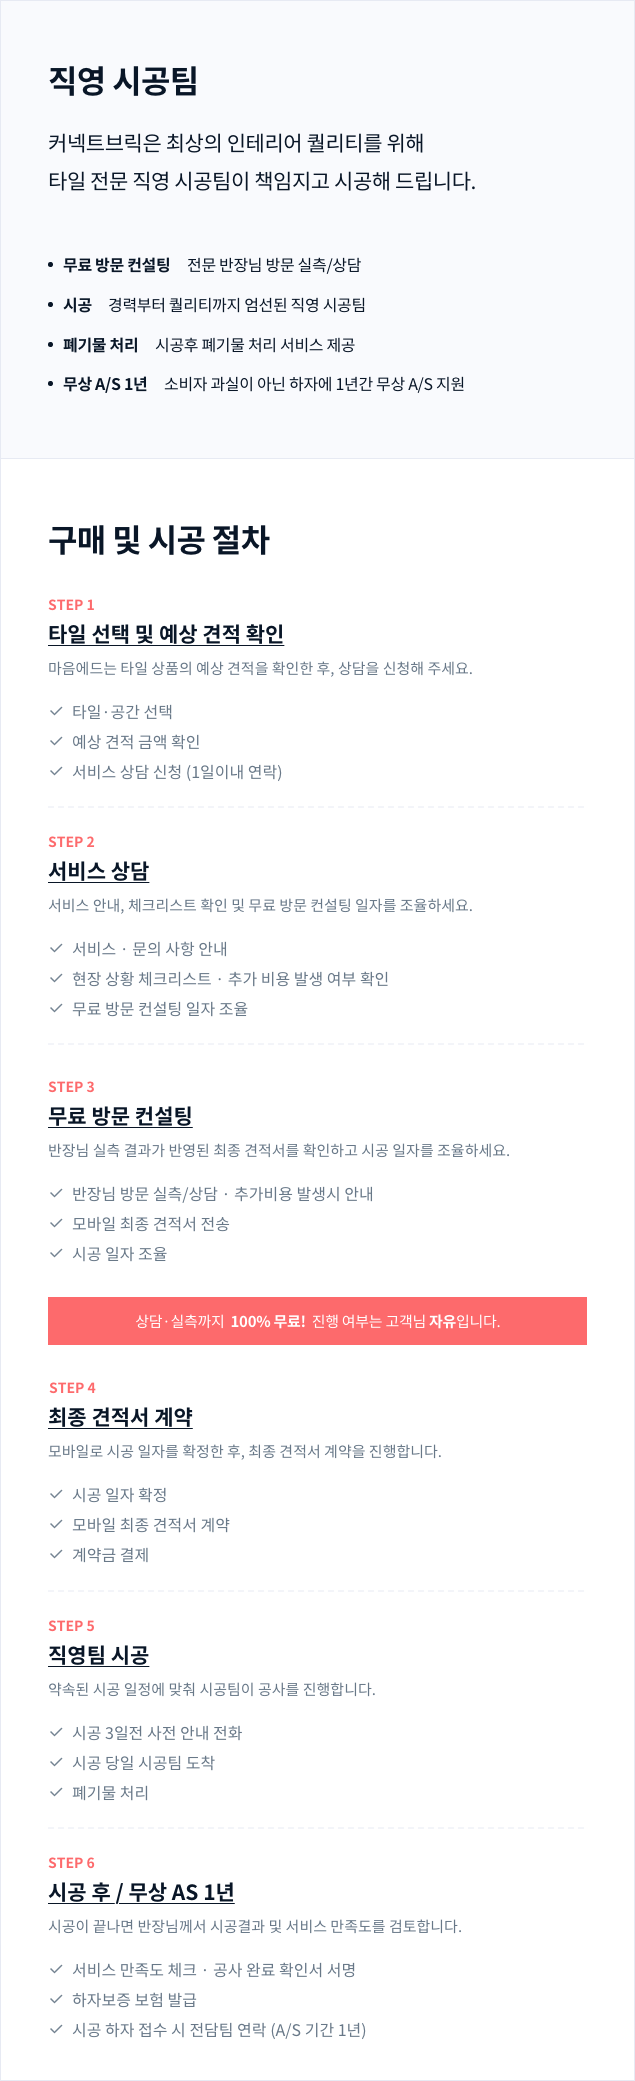 직영 시공팀
커넥트브릭은 최상의 인테리어 퀄리티를 위해
타일 전문 직영 시공팀이 책임지고 시공해 드립니다.
• 무료 방문 컨설팅 전문 반장님 방문 실측/상담
• 시공 경력부터 퀄리티까지 엄선된 직영 시공팀
• 폐기물 처리 시공후 폐기물 처리 서비스 제공
• 무상 A/S 1년 소비자 과실이 아닌 하자에 1년간 무상 A/S 지원
구매 및 시공 절차
STEP 1
타일 선택 및 예상 견적 확인
마음에드는 타일 상품의 예상 견적을 확인한 후, 상담을 신청해 주세요.
✓ 타일·공간 선택
✓ 예상 견적 금액 확인
✓ 서비스 상담 신청 (1일이내 연락)
STEP 2
서비스 상담
서비스 안내, 체크리스트 확인 및 무료 방문 컨설팅 일자를 조율하세요.
✓ 서비스 · 문의 사항 안내
✓ 현장 상황 체크리스트 · 추가 비용 발생 여부 확인
✓ 무료 방문 컨설팅 일자 조율
STEP 3
무료 방문 컨설팅
반장님 실측 결과가 반영된 최종 견적서를 확인하고 시공 일자를 조율하세요.
✓ 반장님 방문 실측/상담 · 추가비용 발생시 안내
✓ 모바일 최종 견적서 전송
✓ 시공 일자 조율
상담·실측까지 100% 무료! 진행 여부는 고객님 자유입니다.
STEP 4
최종 견적서 계약
모바일로 시공 일자를 확정한 후, 최종 견적서 계약을 진행합니다.
✓ 시공 일자 확정
✓ 모바일 최종 견적서 계약
✓ 계약금 결제
STEP 5
직영팀 시공
약속된 시공 일정에 맞춰 시공팀이 공사를 진행합니다.
✓ 시공 3일전 사전 안내 전화
✓ 시공 당일 시공팀 도착
✓ 폐기물 처리
STEP 6
시공 후 / 무상 AS 1년
시공이 끝나면 반장님께서 시공결과 및 서비스 만족도를 검토합니다.
✓ 서비스 만족도 체크 · 공사 완료 확인서 서명
✓ 하자보증 보험 발급
✓ 시공 하자 접수 시 전담팀 연락 (A/S 기간 1년)